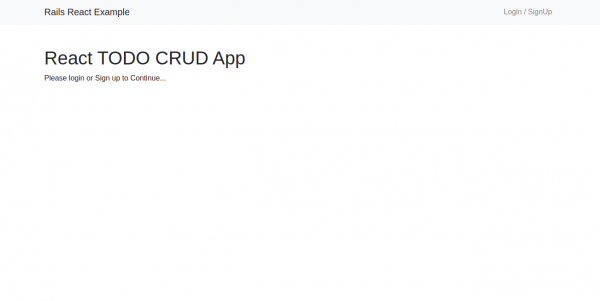 Rails React Example
Login / SignUp
React TODO CRUD App
Please login or Sign up to Continue...